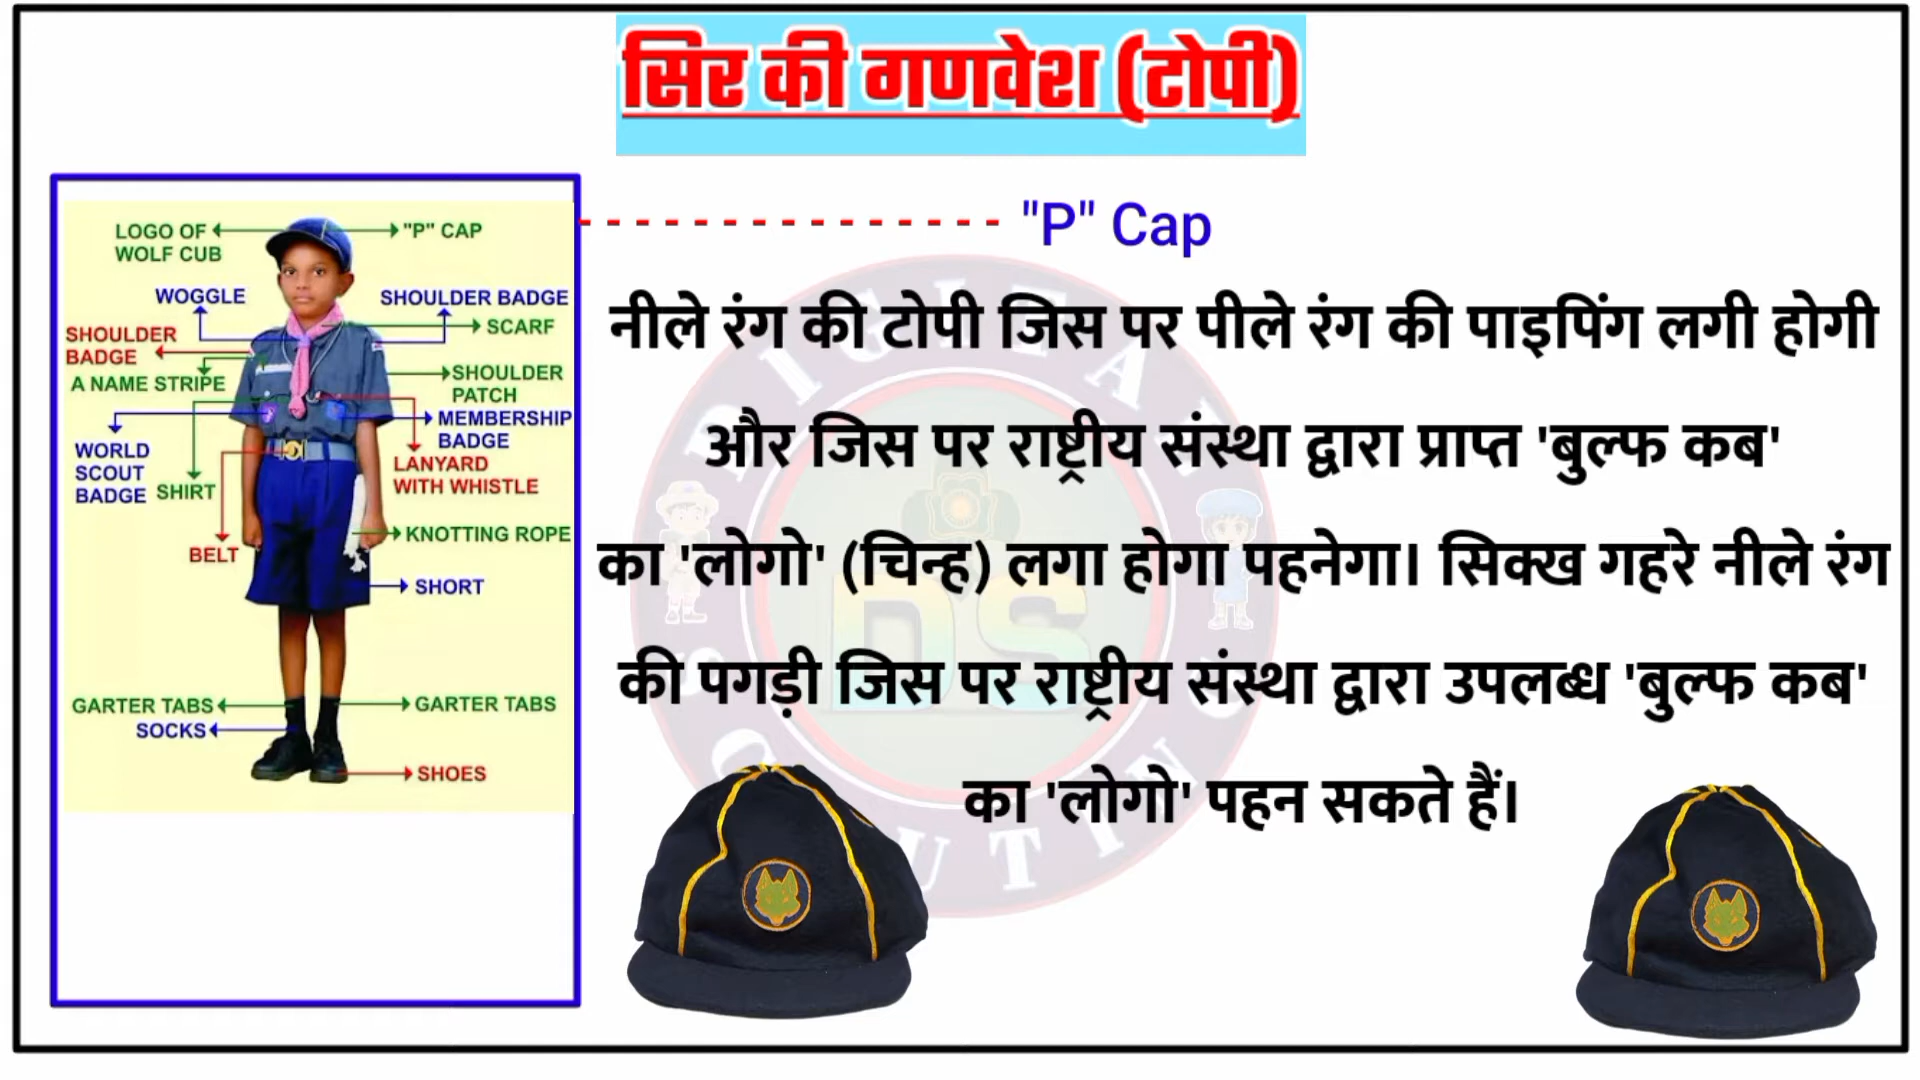 सिर की गणवेश (टोपी)
LOGO OF
WOLF CUB
"P" CAP
WOGGLE
SHOULDER BADGE
SCARF
SHOULDER
BADGE
A NAME STRIPE
SHOULDER
PATCH
MEMBERSHIP
BADGE
WORLD
SCOUT
BADGE
SHIRT
LANYARD
WITH WHISTLE
KNOTTING ROPE
BELT
SHORT
GARTER TABS
GARTER TABS
SOCKS
SHOES
"P" Cap
नीले रंग की टोपी जिस पर पीले रंग की पाइपिंग लगी होगी
और जिस पर राष्ट्रीय संस्था द्वारा प्राप्त 'बुल्फ कब'
का 'लोगो' (चिन्ह) लगा होगा पहनेगा। सिक्ख गहरे नीले रंग
की पगड़ी जिस पर राष्ट्रीय संस्था द्वारा उपलब्ध 'बुल्फ कब'
का 'लोगो' पहन सकते हैं।
DS